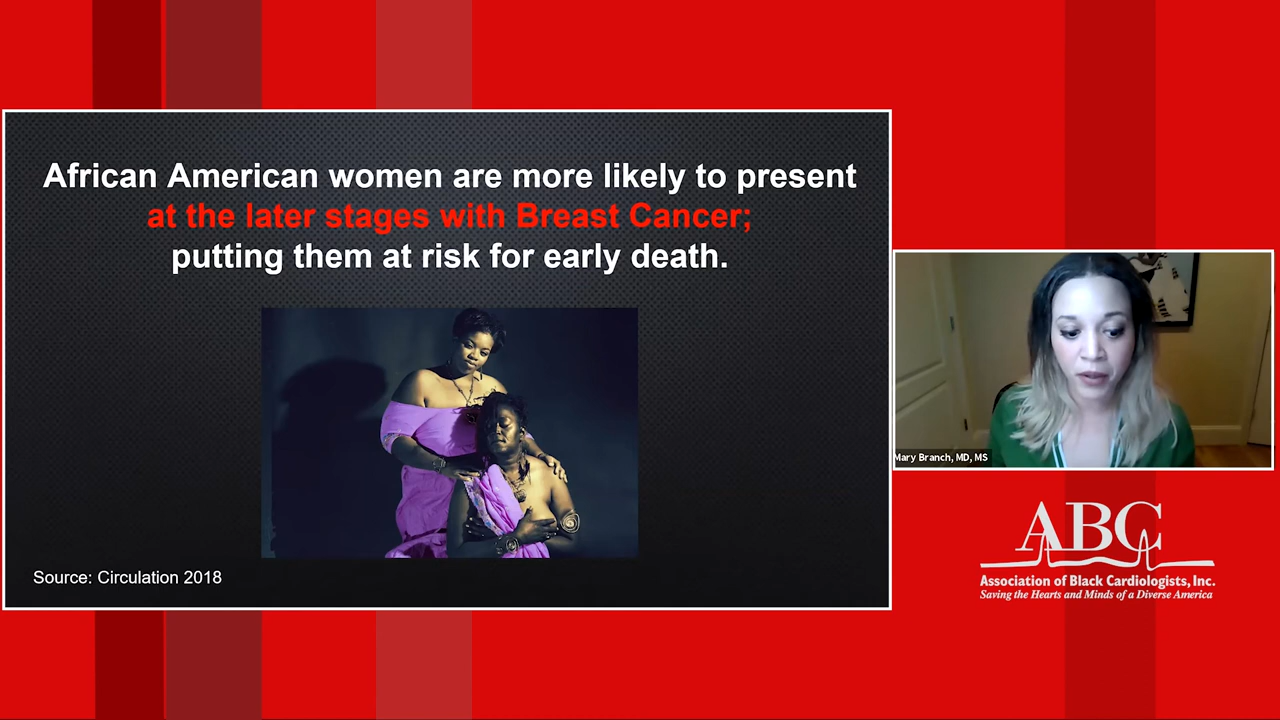 African American women are more likely to present
at the later stages with Breast Cancer;
putting them at risk for early death.
Source: Circulation 2018
Mary Branch, MD, MS
ABC
Association of Black Cardiologists, Inc.
Saving the Hearts and Minds of a Diverse America